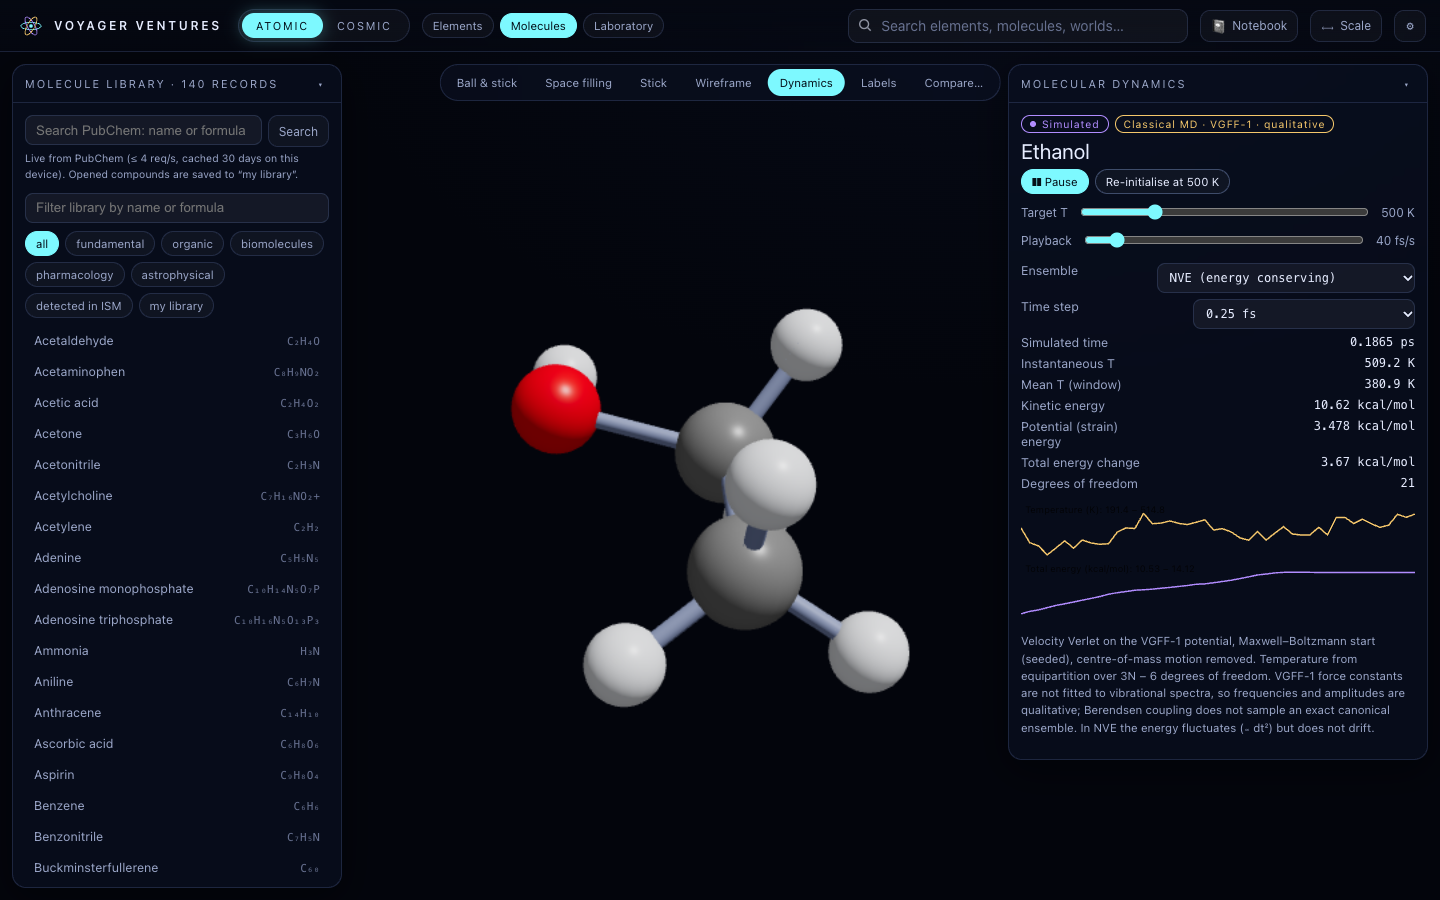 VOYAGER VENTURES
ATOMIC
COSMIC
Elements
Molecules
Laboratory
Search elements, molecules, worlds...
Notebook
Scale
MOLECULE LIBRARY · 140 RECORDS
Search PubChem: name or formula
Search
Live from PubChem (≤ 4 req/s, cached 30 days on this
device). Opened compounds are saved to “my library”.
Filter library by name or formula
all
fundamental
organic
biomolecules
pharmacology
astrophysical
detected in ISM
my library
Acetaldehyde C₂H₄O
Acetaminophen C₈H₉NO₂
Acetic acid C₂H₄O₂
Acetone C₃H₆O
Acetonitrile C₂H₃N
Acetylcholine C₇H₁₆NO₂+
Acetylene C₂H₂
Adenine C₅H₅N₅
Adenosine monophosphate C₁₀H₁₄N₅O₇P
Adenosine triphosphate C₁₀H₁₆N₅O₁₃P₃
Ammonia H₃N
Aniline C₆H₇N
Anthracene C₁₄H₁₀
Ascorbic acid C₆H₈O₆
Aspirin C₉H₈O₄
Benzene C₆H₆
Benzonitrile C₇H₅N
Buckminsterfullerene C₆₀
Ball & stick
Space filling
Stick
Wireframe
Dynamics
Labels
Compare...
MOLECULAR DYNAMICS
Simulated
Classical MD · VGFF-1 · qualitative
Ethanol
Pause
Re-initialise at 500 K
Target T 500 K
Playback 40 fs/s
Ensemble NVE (energy conserving)
Time step 0.25 fs
Simulated time 0.1865 ps
Instantaneous T 509.2 K
Mean T (window) 380.9 K
Kinetic energy 10.62 kcal/mol
Potential (strain) 3.478 kcal/mol
energy
Total energy change 3.67 kcal/mol
Degrees of freedom 21
Velocity Verlet on the VGFF-1 potential, Maxwell–Boltzmann start
(seeded), centre-of-mass motion removed. Temperature from
equipartition over 3N − 6 degrees of freedom. VGFF-1 force constants
are not fitted to vibrational spectra, so frequencies and amplitudes are
qualitative; Berendsen coupling does not sample an exact canonical
ensemble. In NVE the energy fluctuates (~ dt²) but does not drift.